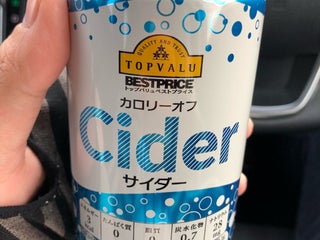 QUALITY AND TRUST
TOPVALU
BESTPRICE
トップバリュベストプライス
カロリーオフ
Cider
サイダー
たんぱく質 脂質 炭水化物
0 0 0.7 28